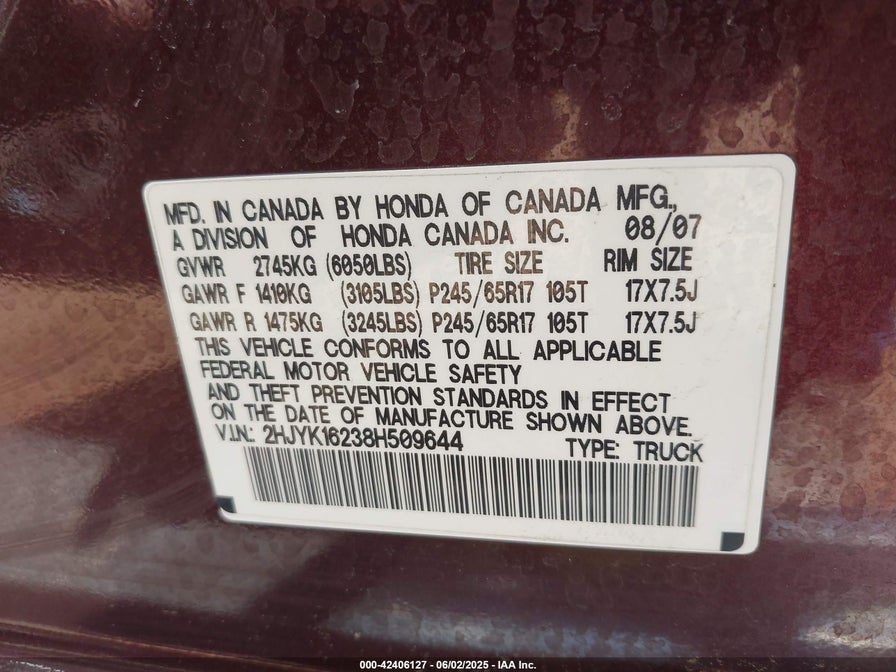 MFD. IN CANADA BY HONDA OF CANADA MFG.,
A DIVISION OF HONDA CANADA INC. 08/07
GVWR 2745KG (6050LBS) TIRE SIZE RIM SIZE
GAWR F 1410KG (3105LBS) P245/65R17 105T 17X7.5J
GAWR R 1475KG (3245LBS) P245/65R17 105T 17X7.5J
THIS VEHICLE CONFORMS TO ALL APPLICABLE
FEDERAL MOTOR VEHICLE SAFETY
AND THEFT PREVENTION STANDARDS IN EFFECT
ON THE DATE OF MANUFACTURE SHOWN ABOVE.
V.I.N.: 2HJYK16238H509644 TYPE: TRUCK
000-42406127 - 06/02/2025 - IAA Inc.